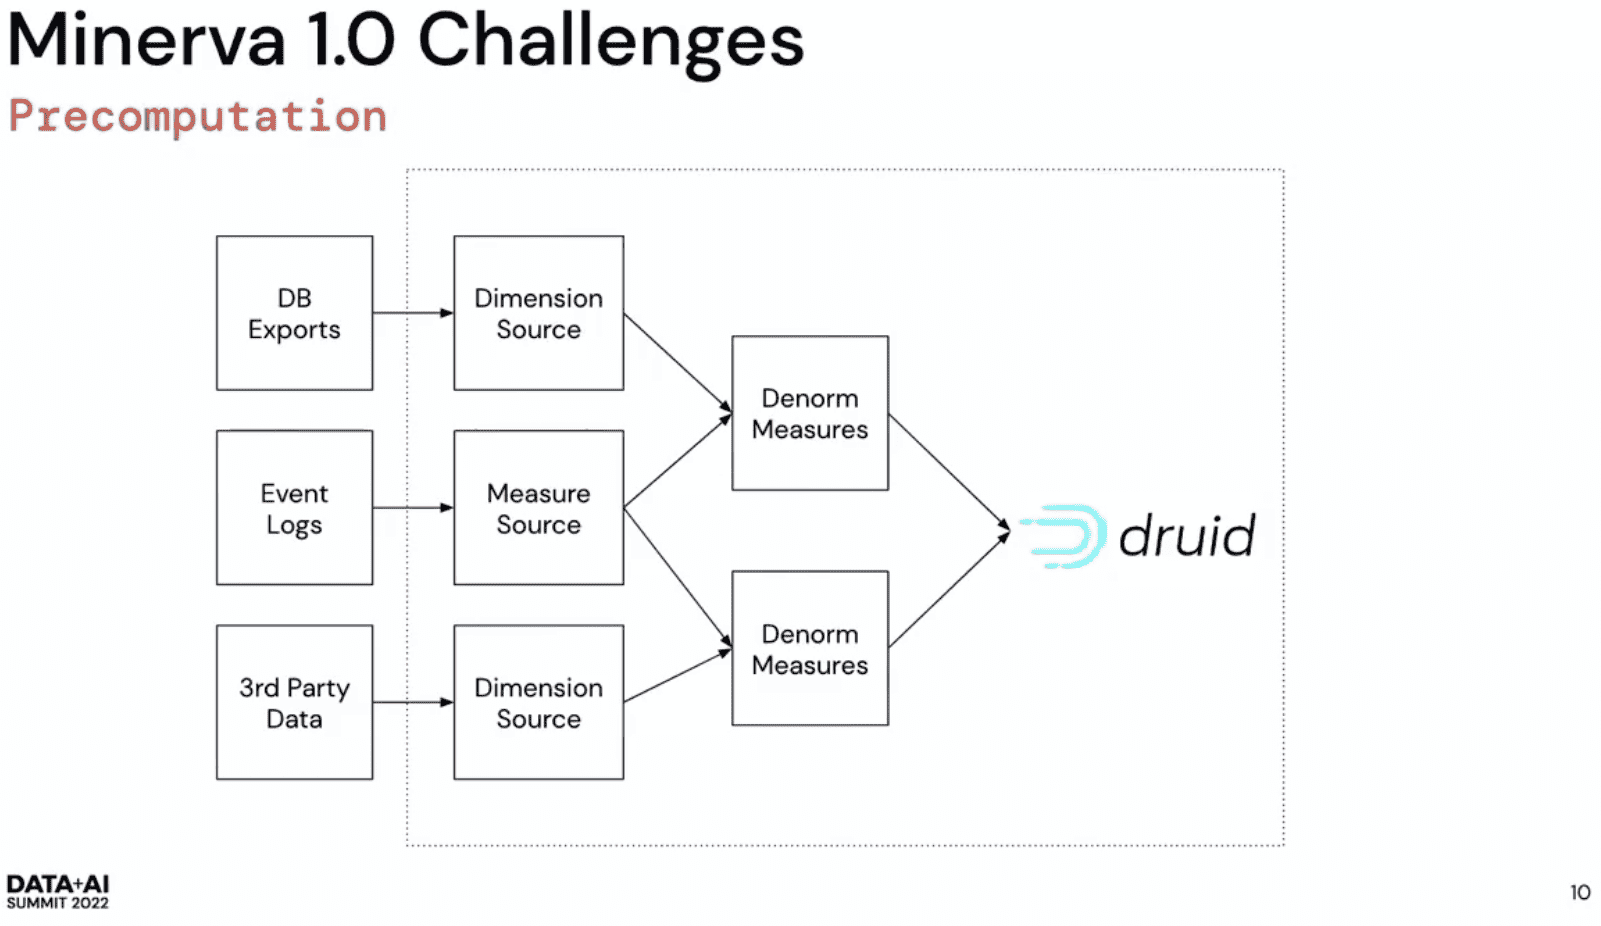 Minerva 1.0 Challenges
Precomputation
DB
Exports
Dimension
Source
Event
Logs
Measure
Source
3rd Party
Data
Dimension
Source
Denorm
Measures
Denorm
Measures
druid
DATA+AI
SUMMIT 2022
10